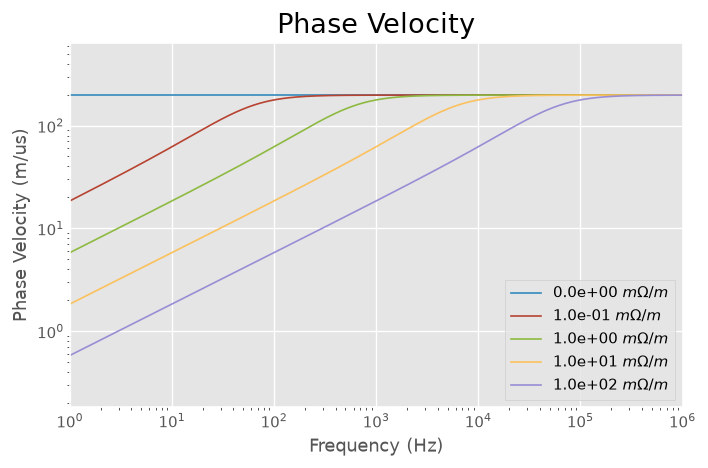 Phase Velocity
Phase Velocity (m/us)
10²
10¹
10⁰
0.0e+00 mΩ/m
1.0e-01 mΩ/m
1.0e+00 mΩ/m
1.0e+01 mΩ/m
1.0e+02 mΩ/m
10⁰ 10¹ 10² 10³ 10⁴ 10⁵ 10⁶
Frequency (Hz)